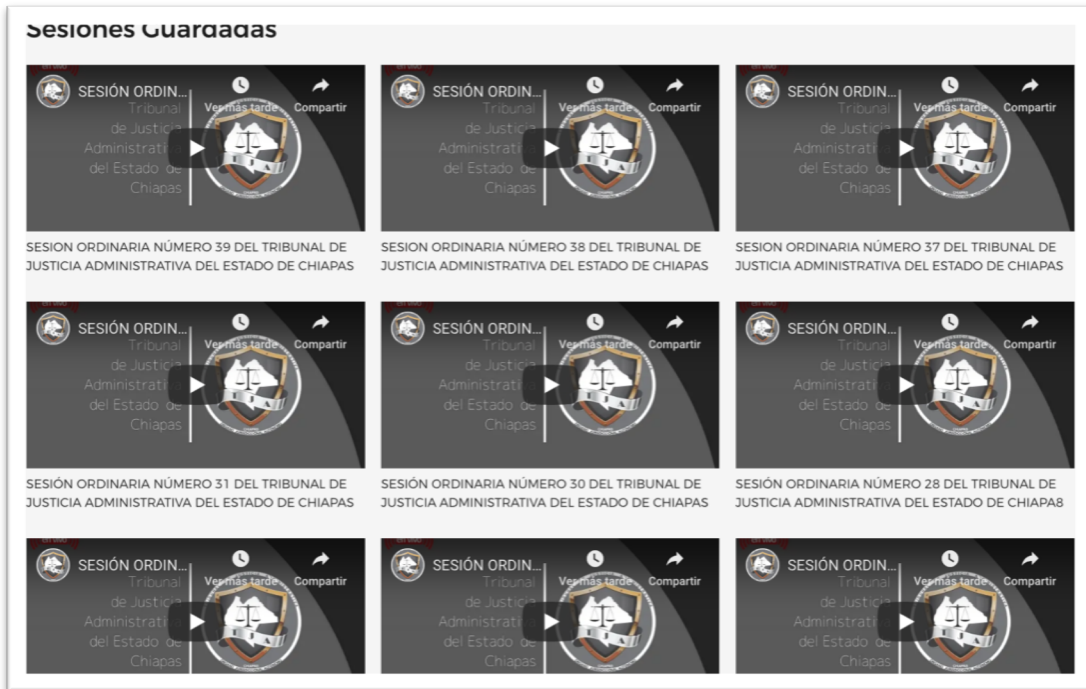 Sesiones Guardadas
SESIÓN ORDIN...
Ver más tarde
Compartir
Tribunal
de Justicia
Administrativa
del Estado de
Chiapas
TJA
SESIÓN ORDIN...
Ver más tarde
Compartir
Tribunal
de Justicia
Administrativa
del Estado de
Chiapas
TJA
SESIÓN ORDIN...
Ver más tarde
Compartir
Tribunal
de Justicia
Administrativa
del Estado de
Chiapas
TJA
SESION ORDINARIA NÚMERO 39 DEL TRIBUNAL DE
JUSTICIA ADMINISTRATIVA DEL ESTADO DE CHIAPAS
SESION ORDINARIA NÚMERO 38 DEL TRIBUNAL DE
JUSTICIA ADMINISTRATIVA DEL ESTADO DE CHIAPAS
SESION ORDINARIA NÚMERO 37 DEL TRIBUNAL DE
JUSTICIA ADMINISTRATIVA DEL ESTADO DE CHIAPAS
SESIÓN ORDIN...
Ver más tarde
Compartir
Tribunal
de Justicia
Administrativa
del Estado de
Chiapas
TJA
SESIÓN ORDIN...
Ver más tarde
Compartir
Tribunal
de Justicia
Administrativa
del Estado de
Chiapas
TJA
SESIÓN ORDIN...
Ver más tarde
Compartir
Tribunal
de Justicia
Administrativa
del Estado de
Chiapas
TJA
SESIÓN ORDINARIA NÚMERO 31 DEL TRIBUNAL DE
JUSTICIA ADMINISTRATIVA DEL ESTADO DE CHIAPAS
SESIÓN ORDINARIA NÚMERO 30 DEL TRIBUNAL DE
JUSTICIA ADMINISTRATIVA DEL ESTADO DE CHIAPAS
SESIÓN ORDINARIA NÚMERO 28 DEL TRIBUNAL DE
JUSTICIA ADMINISTRATIVA DEL ESTADO DE CHIAPA8
SESIÓN ORDIN...
Ver más tarde
Compartir
Tribunal
de Justicia
Administrativa
del Estado de
Chiapas
TJA
SESIÓN ORDIN...
Ver más tarde
Compartir
Tribunal
de Justicia
Administrativa
del Estado de
Chiapas
TJA
SESIÓN ORDIN...
Ver más tarde
Compartir
Tribunal
de Justicia
Administrativa
del Estado de
Chiapas
TJA